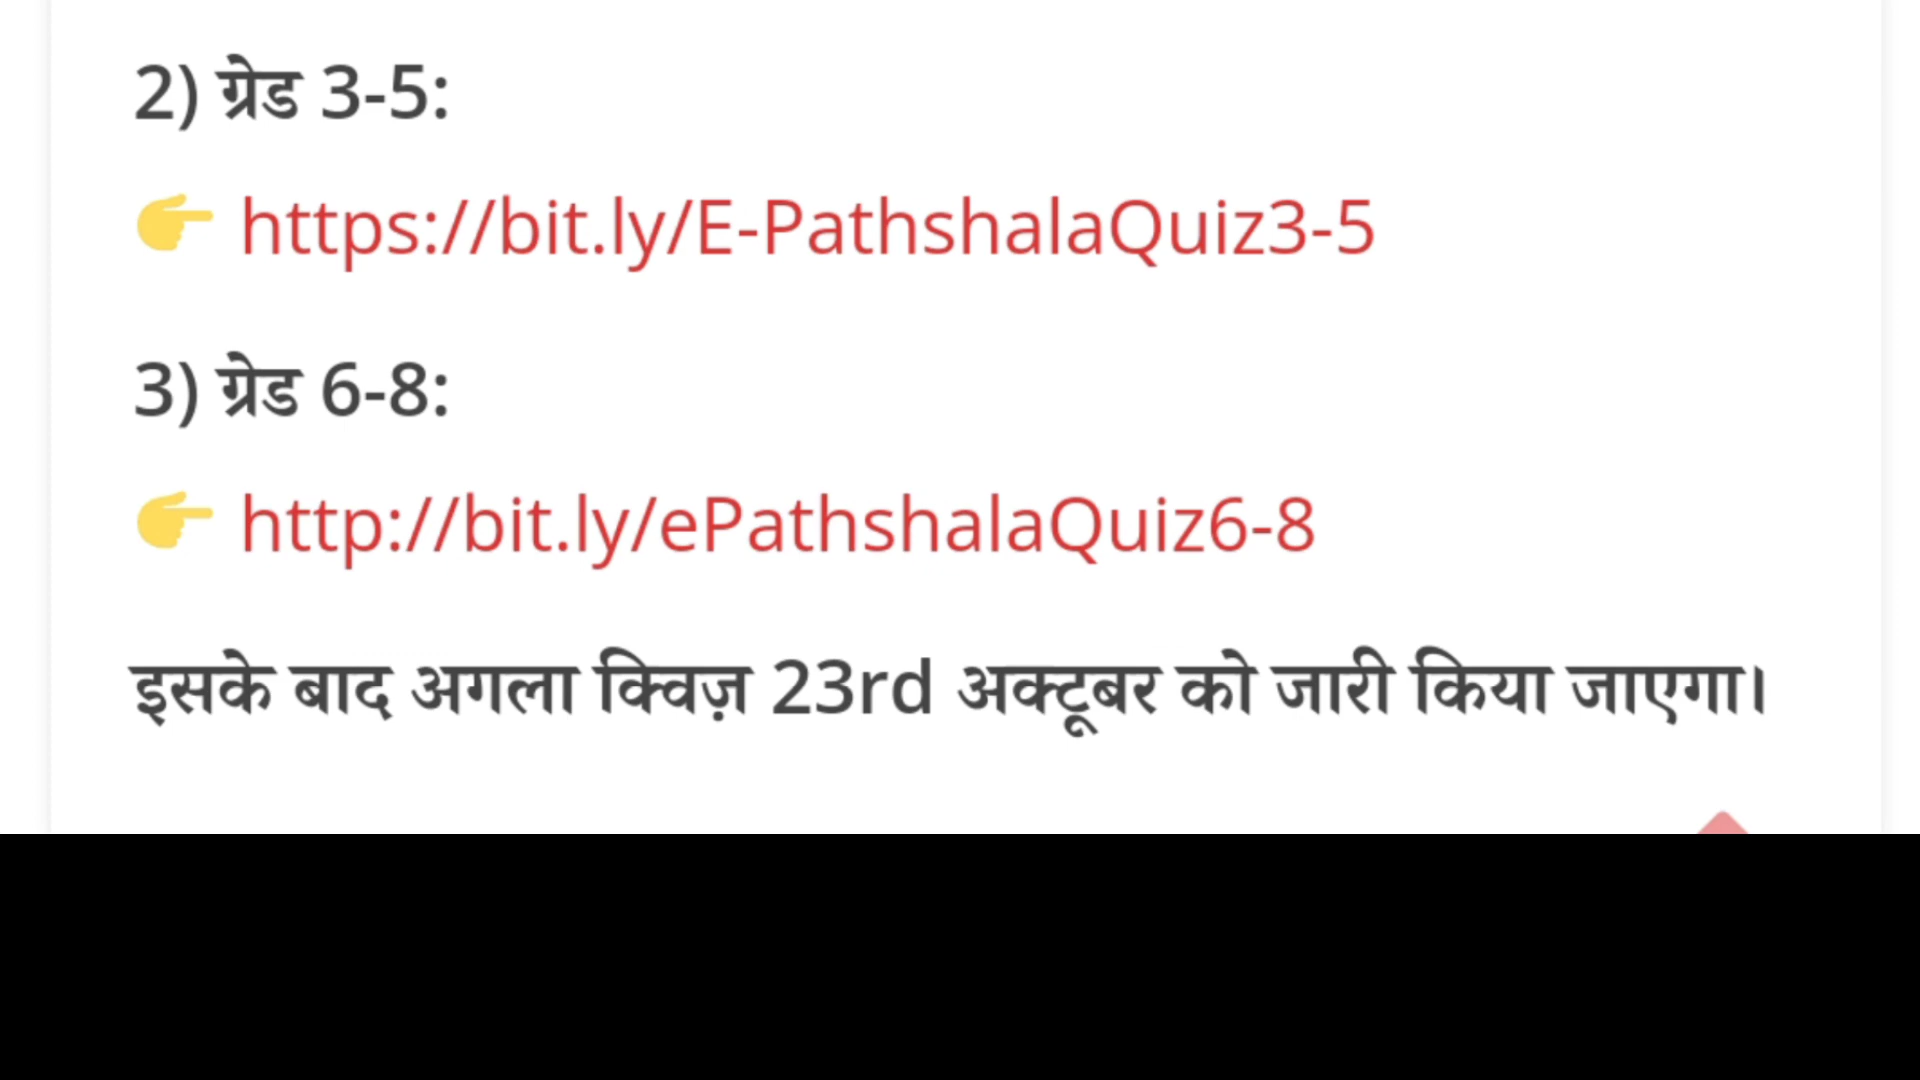 2) ग्रेड 3-5:
👉 https://bit.ly/E-PathshalaQuiz3-5
3) ग्रेड 6-8:
👉 http://bit.ly/ePathshalaQuiz6-8
इसके बाद अगला क्विज़ 23rd अक्टूबर को जारी किया जाएगा।